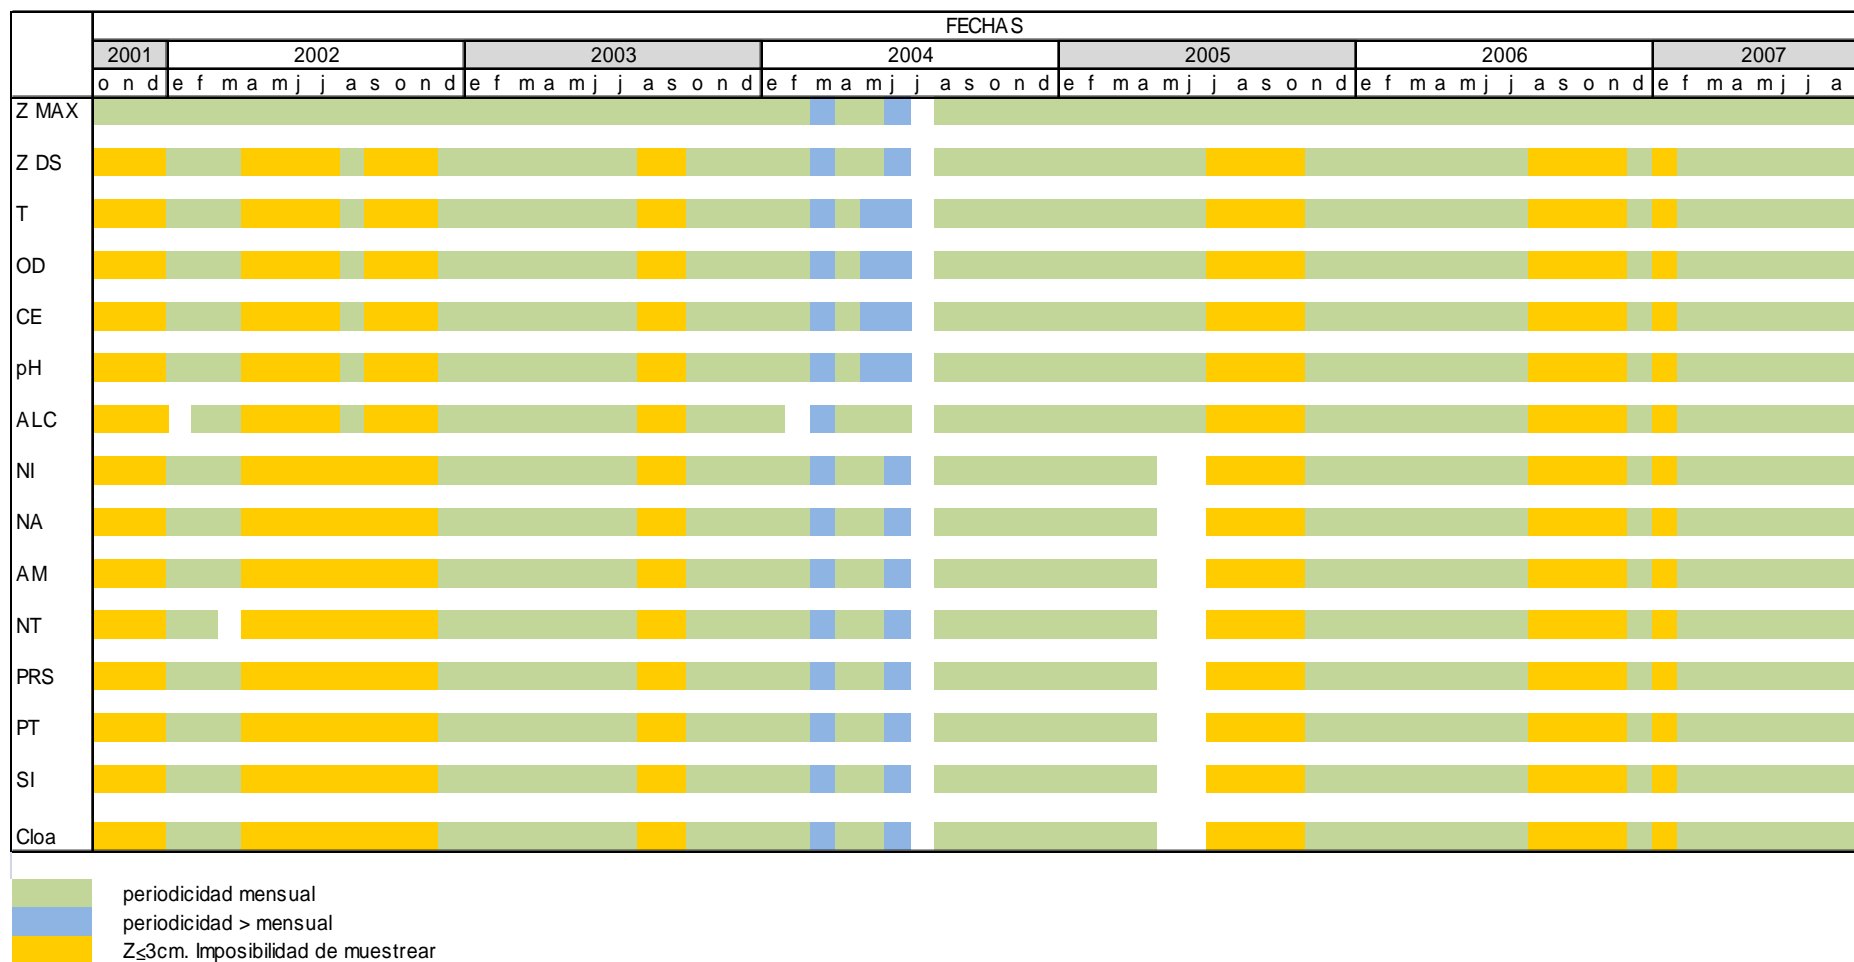 FECHAS
2001 2002 2003 2004 2005 2006 2007
o n d e f m a m j j a s o n d e f m a m j j a s o n d e f m a m j j a s o n d e f m a m j j a s o n d e f m a m j j a s o n d e f m a m j j a
Z MAX
Z DS
T
OD
CE
pH
ALC
NI
NA
AM
NT
PRS
PT
SI
Cloa
periodicidad mensual
periodicidad > mensual
Z≤3cm. Imposibilidad de muestrear